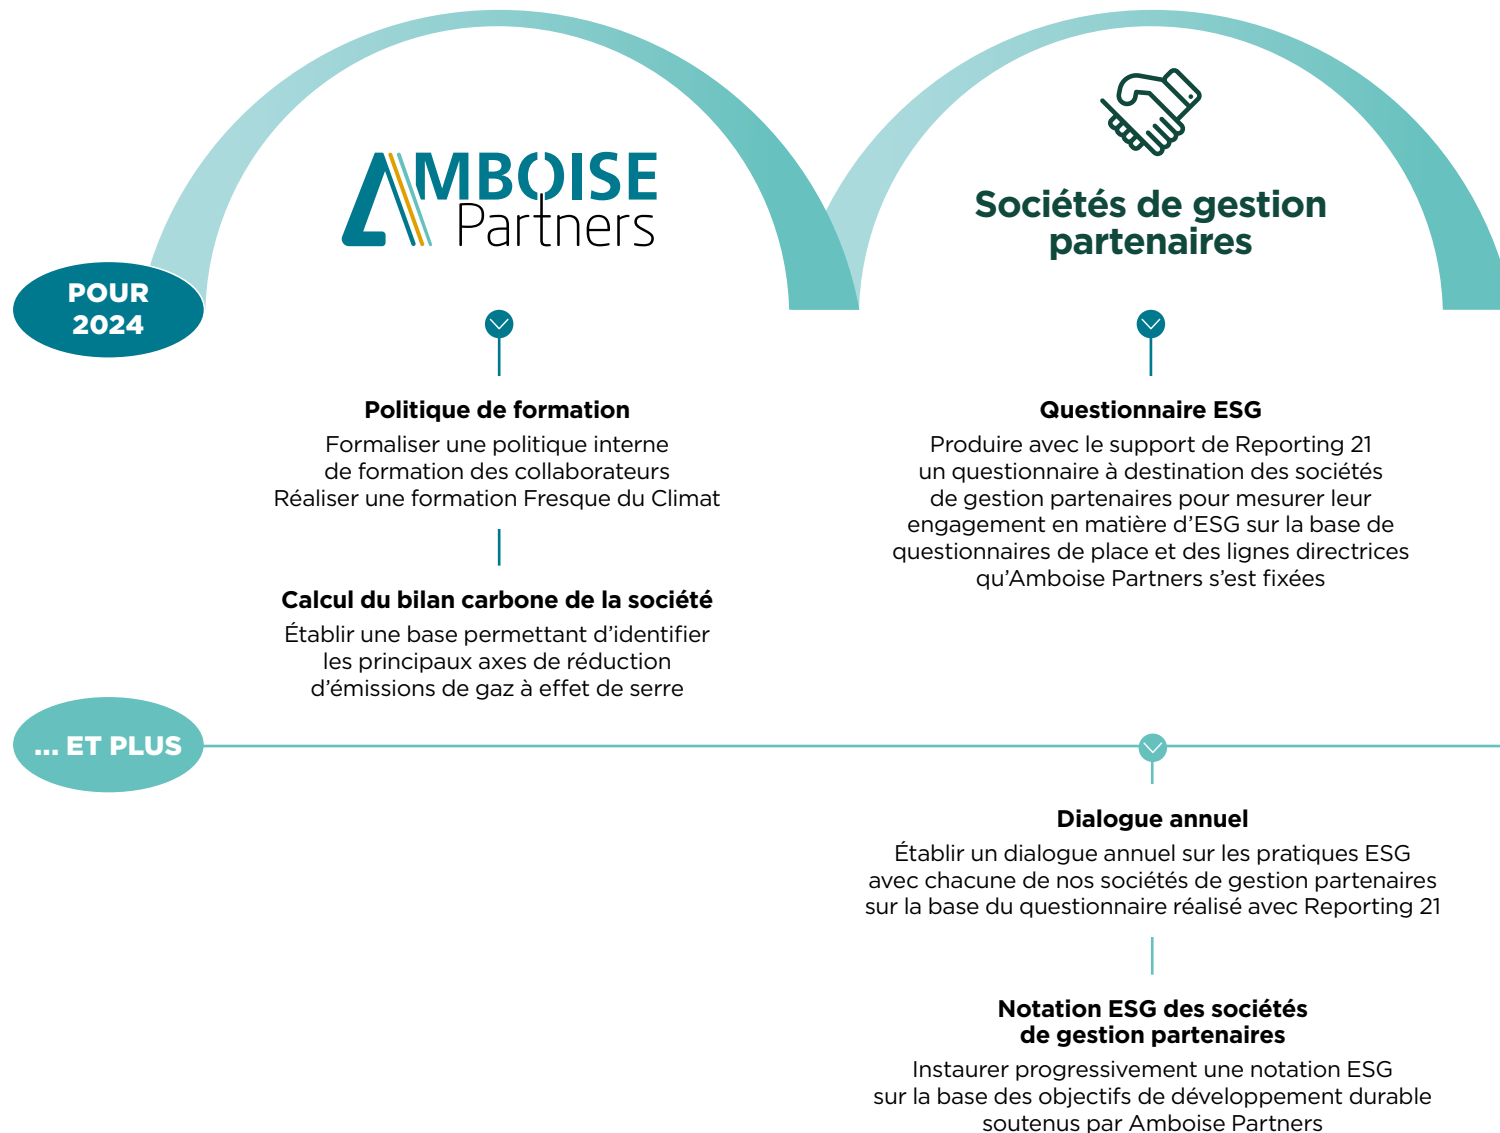 AMBOISE
Partners
Sociétés de gestion
partenaires
POUR
2024
Politique de formation
Formaliser une politique interne
de formation des collaborateurs
Réaliser une formation Fresque du Climat
Calcul du bilan carbone de la société
Établir une base permettant d’identifier
les principaux axes de réduction
d’émissions de gaz à effet de serre
Questionnaire ESG
Produire avec le support de Reporting 21
un questionnaire à destination des sociétés
de gestion partenaires pour mesurer leur
engagement en matière d’ESG sur la base de
questionnaires de place et des lignes directrices
qu’Amboise Partners s’est fixées
... ET PLUS
Dialogue annuel
Établir un dialogue annuel sur les pratiques ESG
avec chacune de nos sociétés de gestion partenaires
sur la base du questionnaire réalisé avec Reporting 21
Notation ESG des sociétés
de gestion partenaires
Instaurer progressivement une notation ESG
sur la base des objectifs de développement durable
soutenus par Amboise Partners